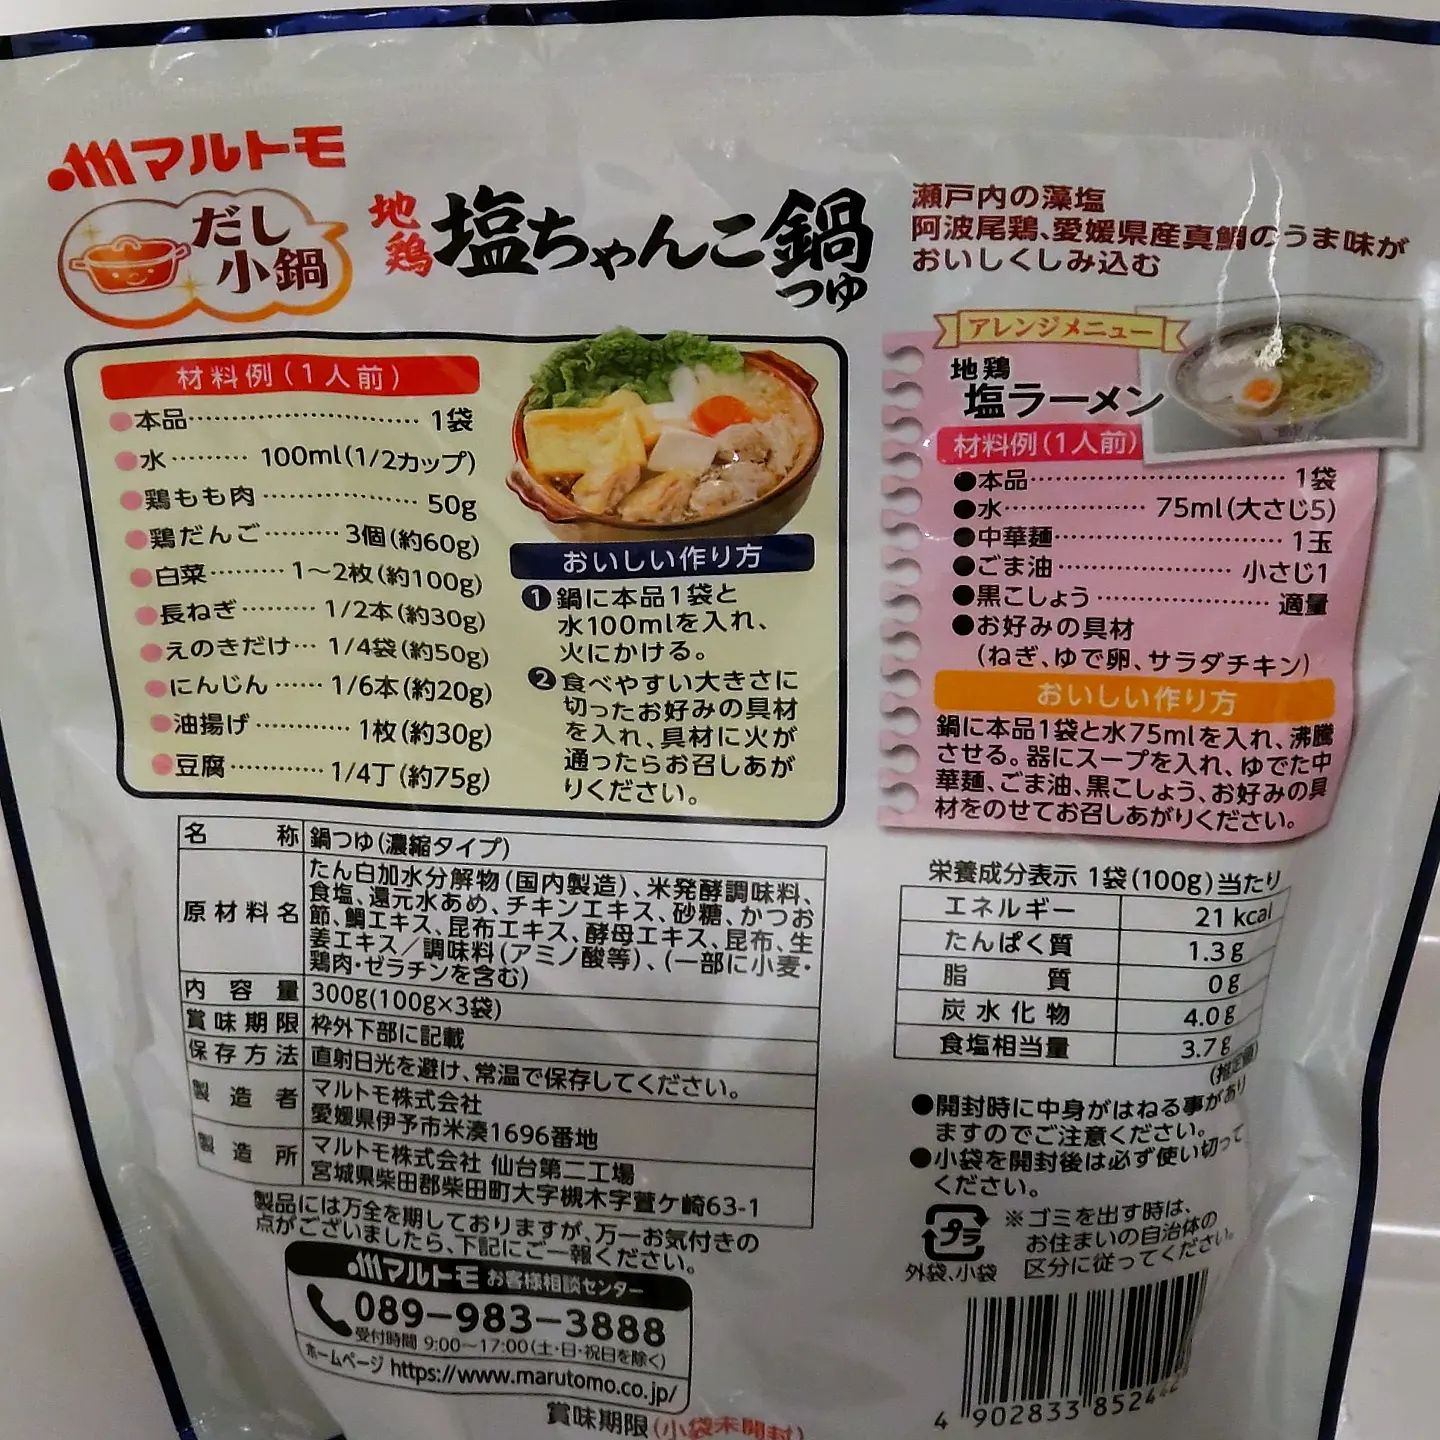 マルトモ
だし
小鍋
地鶏
塩ちゃんこ鍋
つゆ
瀬戸内の藻塩
阿波尾鶏、愛媛県産真鯛のうま味が
おいしくしみ込む
材料例(1人前)
本品 1袋
水 100ml(1/2カップ)
鶏もも肉 50g
鶏だんご 3個(約60g)
白菜 1〜2枚(約100g)
長ねぎ 1/2本(約30g)
えのきだけ 1/4袋(約50g)
にんじん 1/6本(約20g)
油揚げ 1枚(約30g)
豆腐 1/4丁(約75g)
おいしい作り方
❶鍋に本品1袋と
水100mlを入れ、
火にかける。
❷食べやすい大きさに
切ったお好みの具材
を入れ、具材に火が
通ったらお召しあが
りください。
アレンジメニュー
地鶏
塩ラーメン
材料例(1人前)
●本品 1袋
●水 75ml(大さじ5)
●中華麺 1玉
●ごま油 小さじ1
●黒こしょう 適量
●お好みの具材
(ねぎ、ゆで卵、サラダチキン)
おいしい作り方
鍋に本品1袋と水75mlを入れ、沸騰
させる。器にスープを入れ、ゆでた中
華麺、ごま油、黒こしょう、お好みの具
材をのせてお召しあがりください。
名称 鍋つゆ(濃縮タイプ)
原材料名 たん白加水分解物(国内製造)、米発酵調味料、
食塩、還元水あめ、チキンエキス、砂糖、かつお
節、鯛エキス、昆布エキス、酵母エキス、昆布、生
姜エキス／調味料(アミノ酸等)、(一部に小麦・
鶏肉・ゼラチンを含む)
内容量 300g(100g×3袋)
賞味期限 枠外下部に記載
保存方法 直射日光を避け、常温で保存してください。
製造者 マルトモ株式会社
愛媛県伊予市米湊1696番地
製造所 マルトモ株式会社 仙台第二工場
宮城県柴田郡柴田町大字槻木字萱ケ崎63-1
製品には万全を期しておりますが、万一お気付きの
点がございましたら、下記にご一報ください。
マルトモ お客様相談センター
089-983-3888
受付時間 9:00〜17:00(土・日・祝日を除く)
ホームページ https://www.marutomo.co.jp/
賞味期限(小袋未開封)
栄養成分表示 1袋(100g)当たり
エネルギー 21 kcal
たんぱく質 1.3g
脂質 0g
炭水化物 4.0g
食塩相当量 3.7g
(推定値)
●開封時に中身がはねる事があり
ますのでご注意ください。
●小袋を開封後は必ず使い切って
ください。
プラ
外袋、小袋
※ゴミを出す時は、
お住まいの自治体の
区分に従ってください。
4 902833 85244